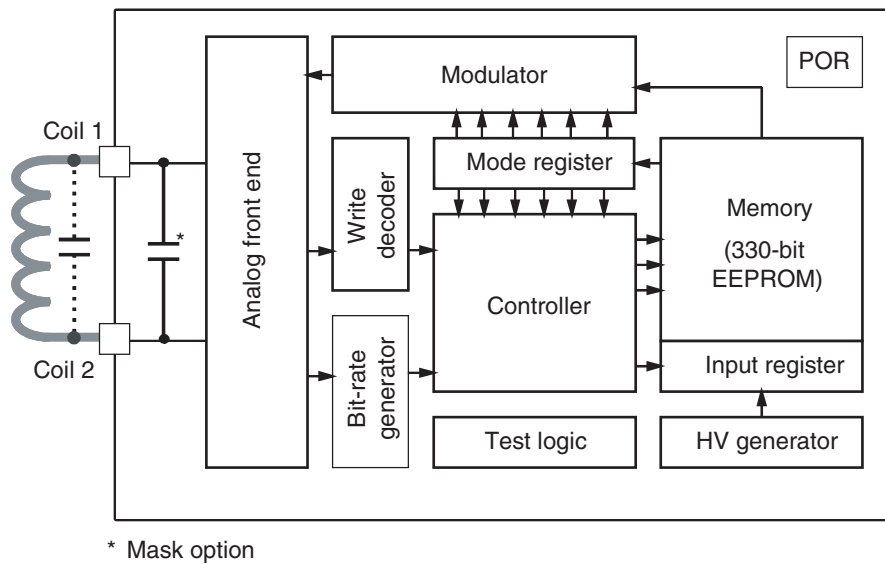 POR
Modulator
Coil 1
Mode register
Analog front end
Write
decoder
Memory
(330-bit
EEPROM)
*
Controller
Coil 2
Bit-rate
generator
Input register
Test logic
HV generator
* Mask option